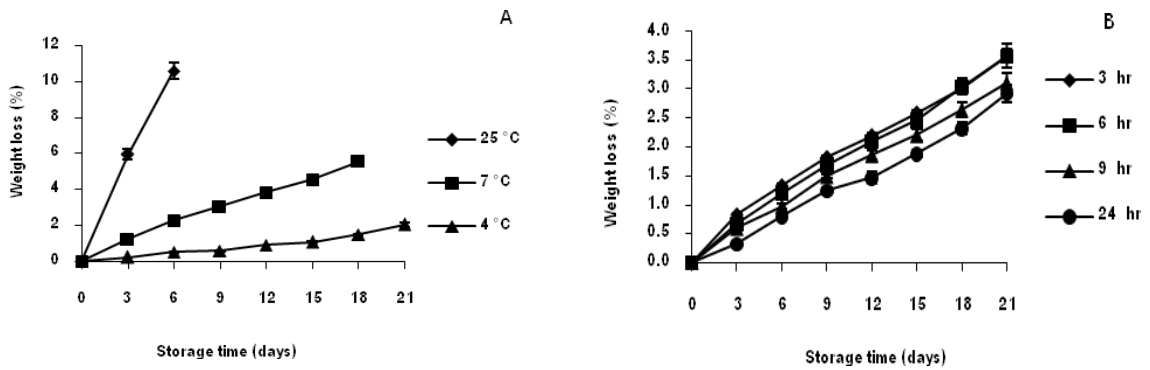 A
12
10
8
6
4
2
0
Weight loss (%)
0 3 6 9 12 15 18 21
Storage time (days)
25 °C
7 °C
4 °C
B
4.0
3.5
3.0
2.5
2.0
1.5
1.0
0.5
0.0
Weight loss (%)
0 3 6 9 12 15 18 21
Storage time (days)
3 hr
6 hr
9 hr
24 hr